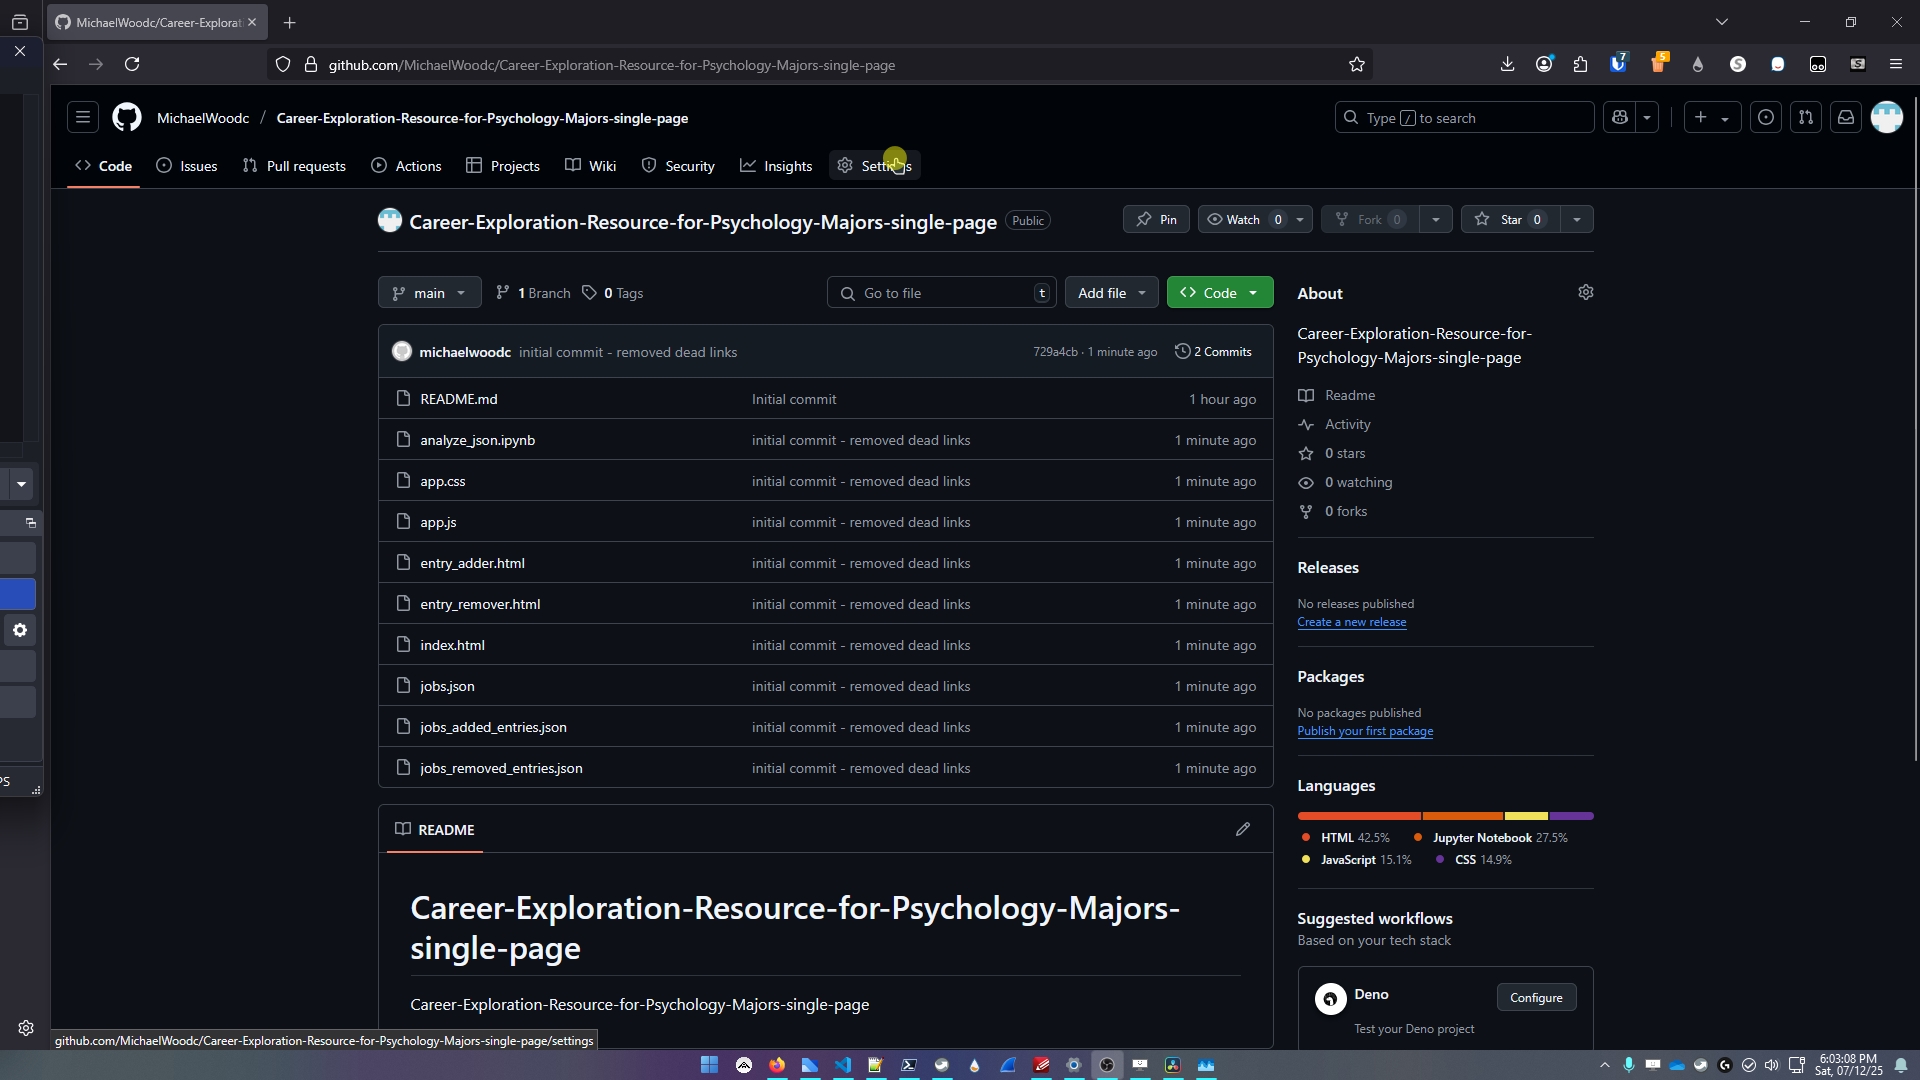 MichaelWoodc/Career-Explorat
github.com/MichaelWoodc/Career-Exploration-Resource-for-Psychology-Majors-single-page
7
5
MichaelWoodc / Career-Exploration-Resource-for-Psychology-Majors-single-page
Type / to search
Code
Issues
Pull requests
Actions
Projects
Wiki
Security
Insights
Settings
Career-Exploration-Resource-for-Psychology-Majors-single-page
Public
Pin
Watch 0
Fork 0
Star 0
main
1 Branch
0 Tags
Go to file
t
Add file
Code
michaelwoodc initial commit - removed dead links
729a4cb · 1 minute ago
2 Commits
README.md Initial commit 1 hour ago
analyze_json.ipynb initial commit - removed dead links 1 minute ago
app.css initial commit - removed dead links 1 minute ago
app.js initial commit - removed dead links 1 minute ago
entry_adder.html initial commit - removed dead links 1 minute ago
entry_remover.html initial commit - removed dead links 1 minute ago
index.html initial commit - removed dead links 1 minute ago
jobs.json initial commit - removed dead links 1 minute ago
jobs_added_entries.json initial commit - removed dead links 1 minute ago
jobs_removed_entries.json initial commit - removed dead links 1 minute ago
README
Career-Exploration-Resource-for-Psychology-Majors-
single-page
Career-Exploration-Resource-for-Psychology-Majors-single-page
About
Career-Exploration-Resource-for-
Psychology-Majors-single-page
Readme
Activity
0 stars
0 watching
0 forks
Releases
No releases published
Create a new release
Packages
No packages published
Publish your first package
Languages
HTML 42.5%
Jupyter Notebook 27.5%
JavaScript 15.1%
CSS 14.9%
Suggested workflows
Based on your tech stack
Deno
Configure
Test your Deno project
PS
github.com/MichaelWoodc/Career-Exploration-Resource-for-Psychology-Majors-single-page/settings
6:03:08 PM
Sat, 07/12/25